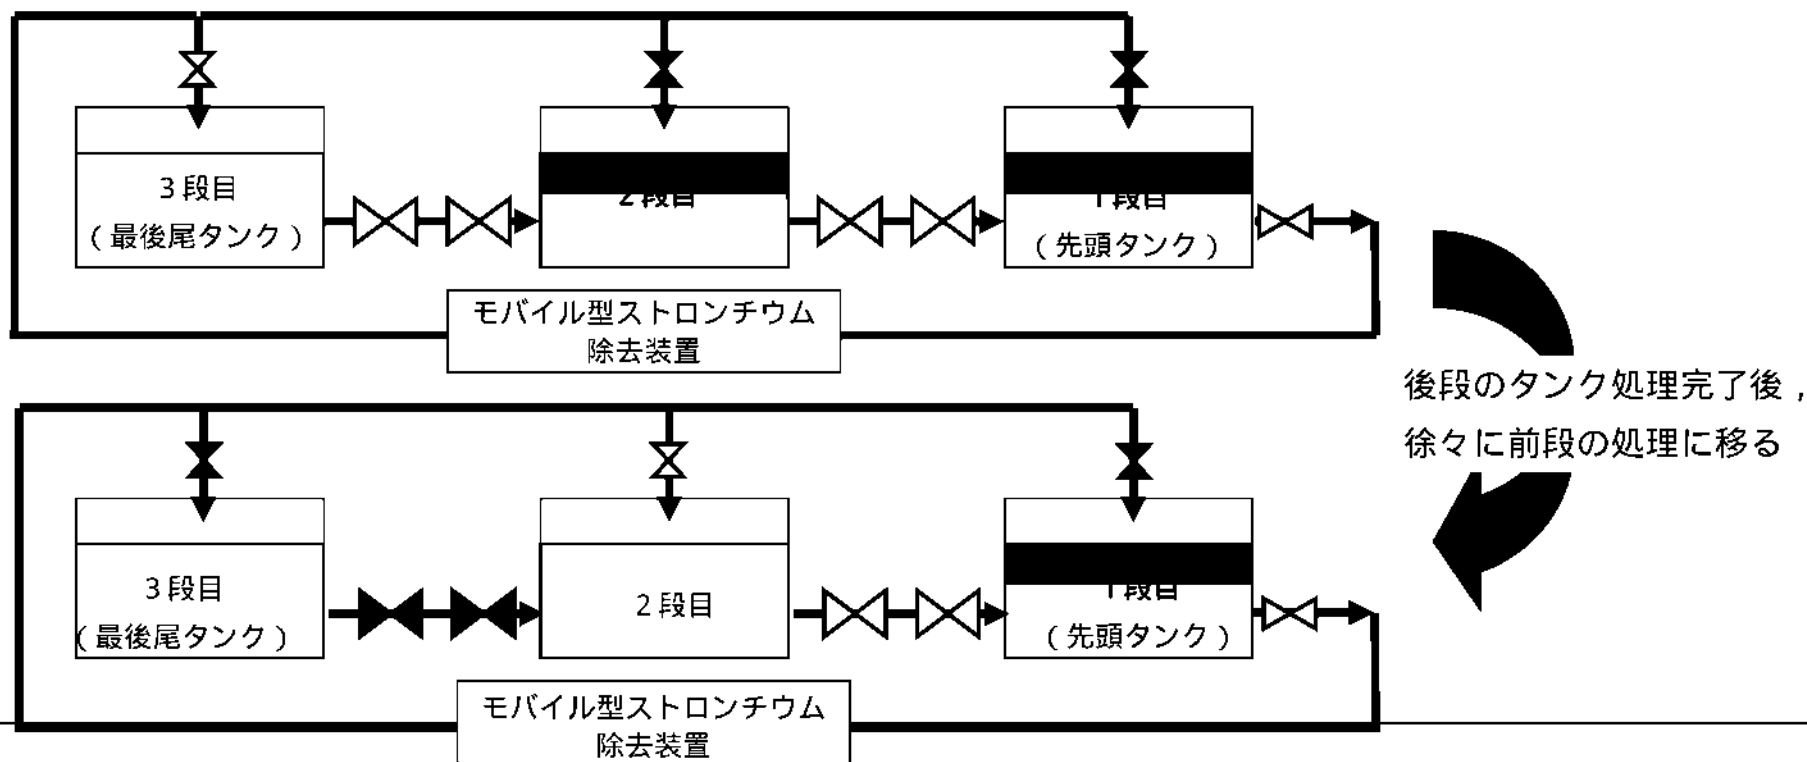 3段目
(最後尾タンク)
2段目
1段目
(先頭タンク)
モバイル型ストロンチウム
除去装置
後段のタンク処理完了後,
徐々に前段の処理に移る
3段目
(最後尾タンク)
2段目
1段目
(先頭タンク)
モバイル型ストロンチウム
除去装置